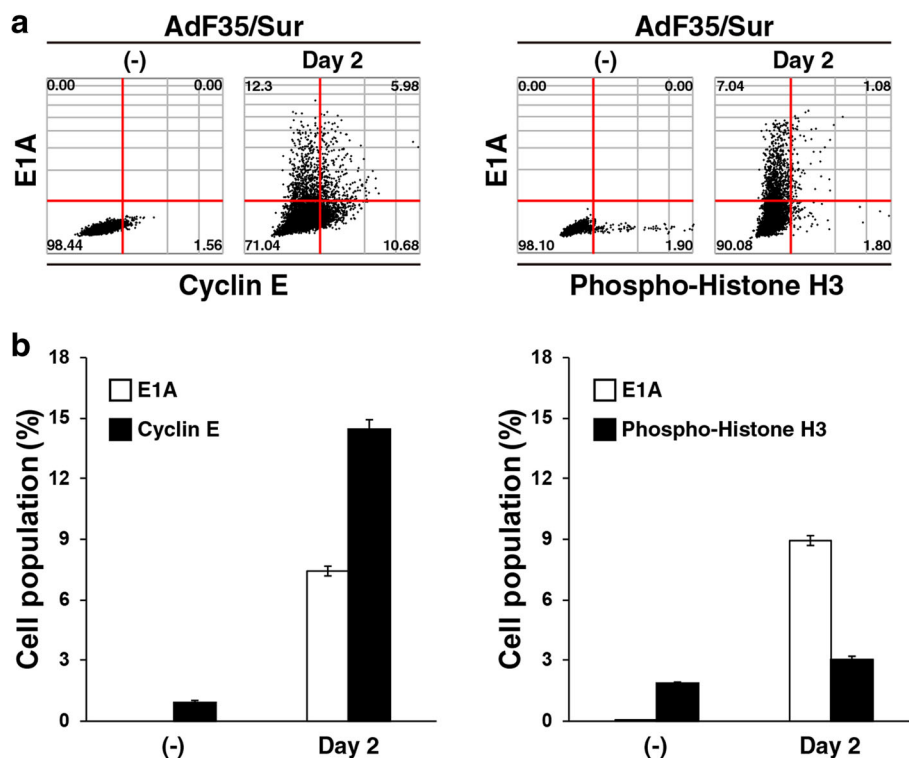 a
AdF35/Sur
(-) Day 2
0.00 0.00 12.3 5.98
E1A
98.44 1.56 71.04 10.68
Cyclin E
AdF35/Sur
(-) Day 2
0.00 0.00 7.04 1.08
E1A
98.10 1.90 90.08 1.80
Phospho-Histone H3
b
Cell population (%)
18
15
12
9
6
3
0
E1A
Cyclin E
(-) Day 2
Cell population (%)
18
15
12
9
6
3
0
E1A
Phospho-Histone H3
(-) Day 2